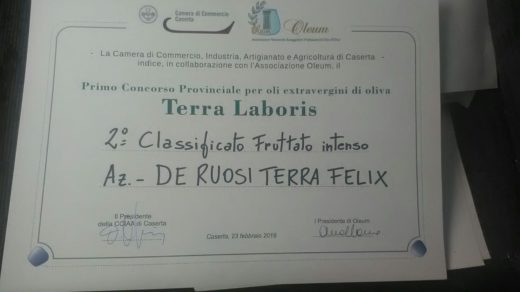 Camera di Commercio
Caserta
Oleum
- La Camera di Commercio, Industria, Artigianato e Agricoltura di Caserta -
indice, in collaborazione con l'Associazione Oleum, il
Primo Concorso Provinciale per oli extravergini di oliva
Terra Laboris
2° Classificato Fruttato intenso
Az. - DE RUOSI TERRA FELIX
Il Presidente
della CCIAA di Caserta
Caserta, 23 febbraio 2016
Il Presidente di Oleum